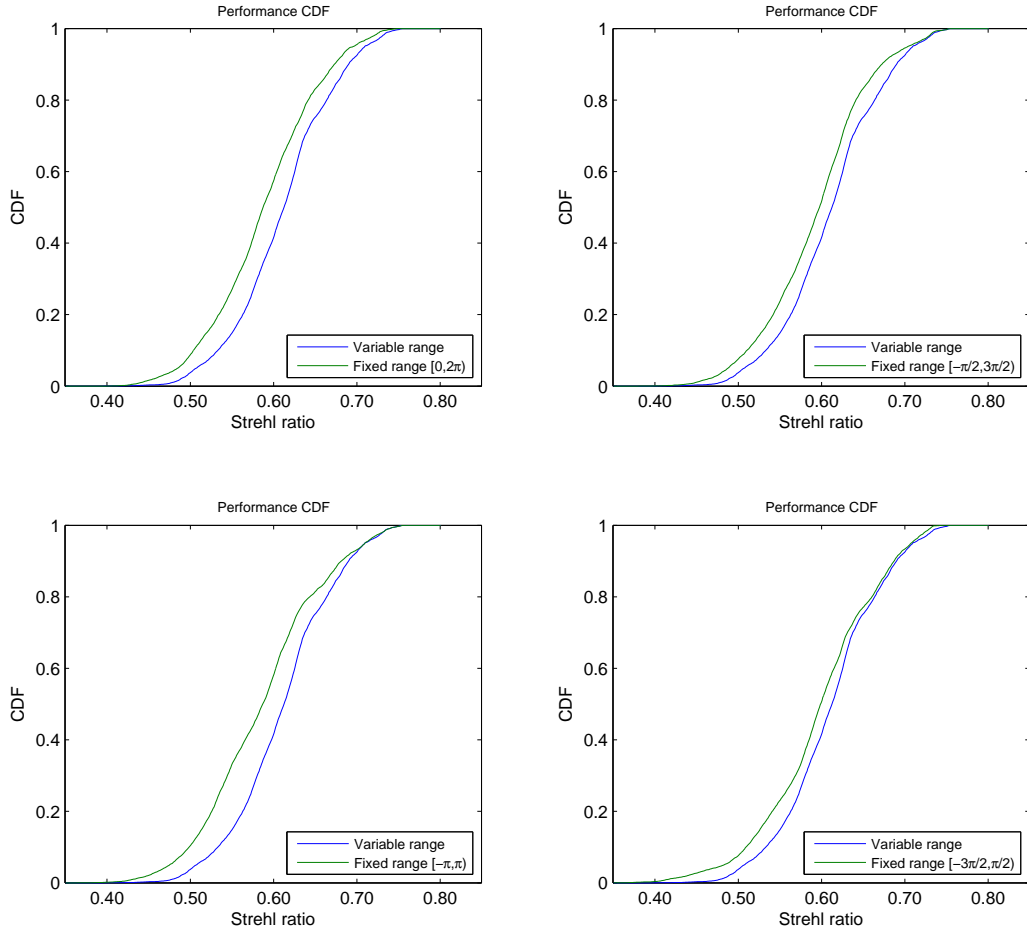 Performance CDF
1
0.8
0.6
0.4
0.2
0
CDF
0.40 0.50 0.60 0.70 0.80
Strehl ratio
Variable range
Fixed range [0,2π)
Performance CDF
1
0.8
0.6
0.4
0.2
0
CDF
0.40 0.50 0.60 0.70 0.80
Strehl ratio
Variable range
Fixed range [−π/2,3π/2)
Performance CDF
1
0.8
0.6
0.4
0.2
0
CDF
0.40 0.50 0.60 0.70 0.80
Strehl ratio
Variable range
Fixed range [−π,π)
Performance CDF
1
0.8
0.6
0.4
0.2
0
CDF
0.40 0.50 0.60 0.70 0.80
Strehl ratio
Variable range
Fixed range [−3π/2,π/2)